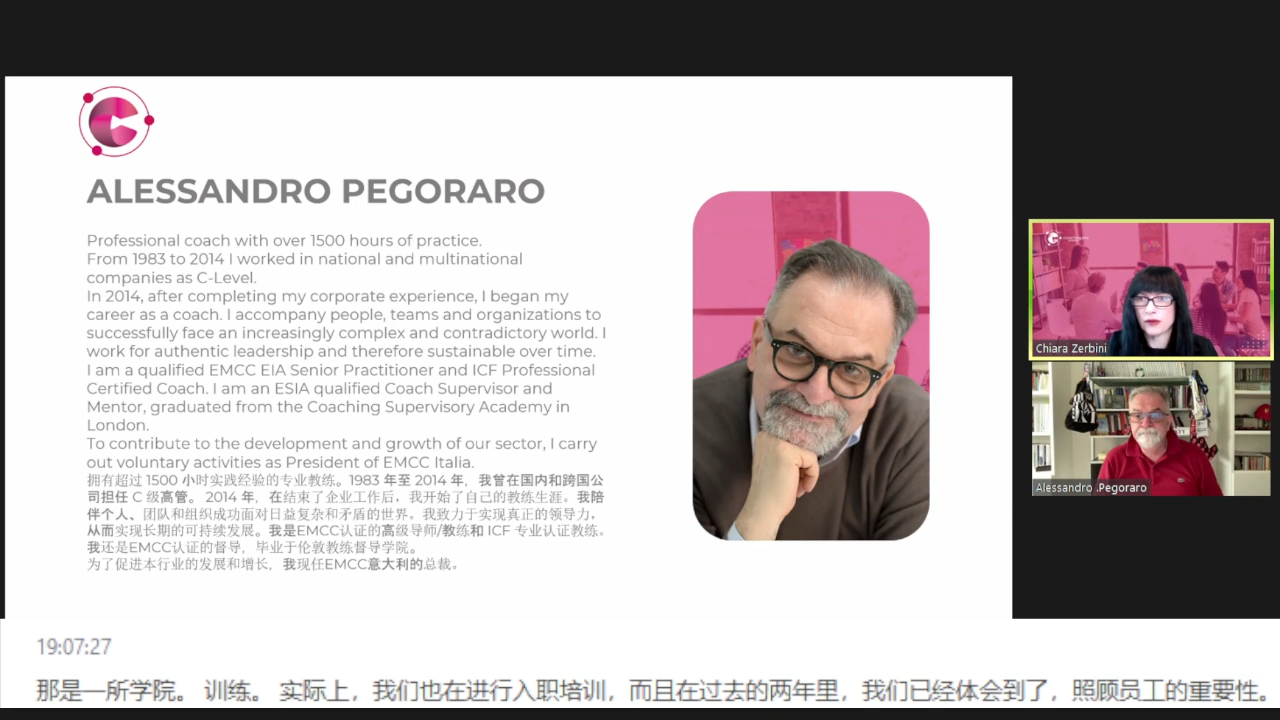 ALESSANDRO PEGORARO
Professional coach with over 1500 hours of practice.
From 1983 to 2014 I worked in national and multinational
companies as C-Level.
In 2014, after completing my corporate experience, I began my
career as a coach. I accompany people, teams and organizations to
successfully face an increasingly complex and contradictory world. I
work for authentic leadership and therefore sustainable over time.
I am a qualified EMCC EIA Senior Practitioner and ICF Professional
Certified Coach. I am an ESIA qualified Coach Supervisor and
Mentor, graduated from the Coaching Supervisory Academy in
London.
To contribute to the development and growth of our sector, I carry
out voluntary activities as President of EMCC Italia.
拥有超过 1500 小时实践经验的专业教练。1983 年至 2014 年，我曾在国内和跨国公
司担任 C 级高管。 2014 年，在结束了企业工作后，我开始了自己的教练生涯。我陪
伴个人、团队和组织成功面对日益复杂和矛盾的世界。我致力于实现真正的领导力，
从而实现长期的可持续发展。我是EMCC认证的高级导师/教练和 ICF 专业认证教练。
我还是EMCC认证的督导，毕业于伦敦教练督导学院。
为了促进本行业的发展和增长，我现任EMCC意大利的总裁。
Chiara Zerbini
Alessandro .Pegoraro
19:07:27
那是一所学院。 训练。 实际上，我们也在进行入职培训，而且在过去的两年里，我们已经体会到了，照顾员工的重要性。